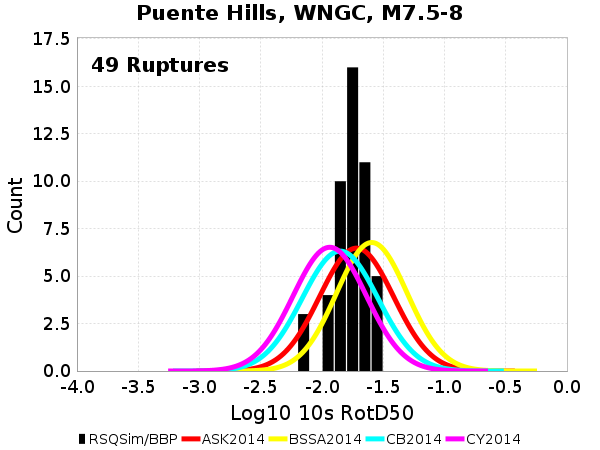 Puente Hills, WNGC, M7.5-8
17.5
49 Ruptures
15.0
12.5
10.0
7.5
5.0
2.5
0.0
Count
-4.0 -3.5 -3.0 -2.5 -2.0 -1.5 -1.0 -0.5 0.0
Log10 10s RotD50
RSQSim/BBP ASK2014 BSSA2014 CB2014 CY2014